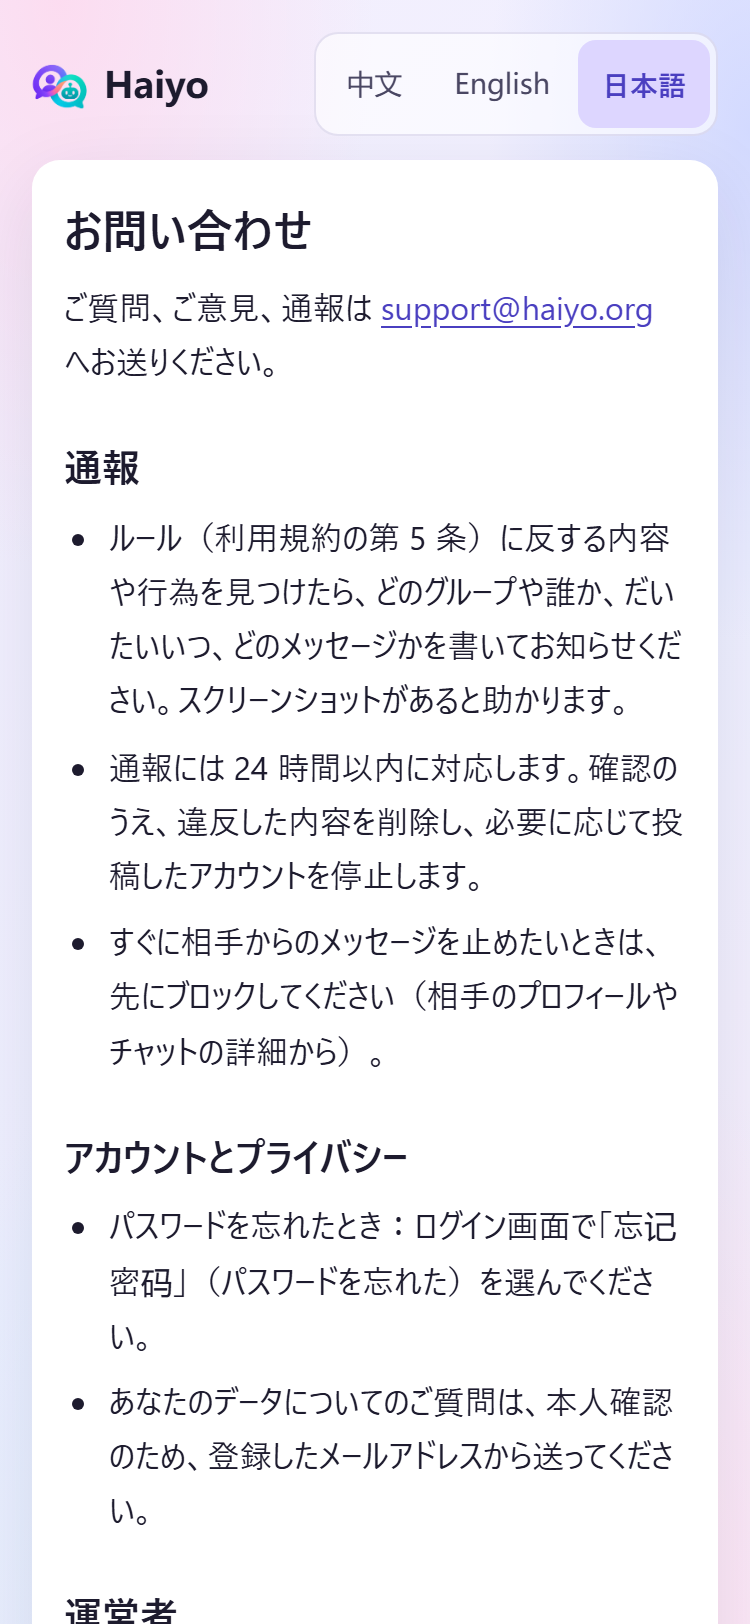 Haiyo
中文
English
日本語
お問い合わせ
ご質問、ご意見、通報は support@haiyo.org
へお送りください。
通報
ルール（利用規約の第 5 条）に反する内容
や行為を見つけたら、どのグループや誰か、だい
たいいつ、どのメッセージかを書いてお知らせくだ
さい。スクリーンショットがあると助かります。
通報には 24 時間以内に対応します。確認の
うえ、違反した内容を削除し、必要に応じて投
稿したアカウントを停止します。
すぐに相手からのメッセージを止めたいときは、
先にブロックしてください（相手のプロフィールや
チャットの詳細から）。
アカウントとプライバシー
パスワードを忘れたとき：ログイン画面で「忘记
密码」（パスワードを忘れた）を選んでくださ
い。
あなたのデータについてのご質問は、本人確認
のため、登録したメールアドレスから送ってくださ
い。
運営者